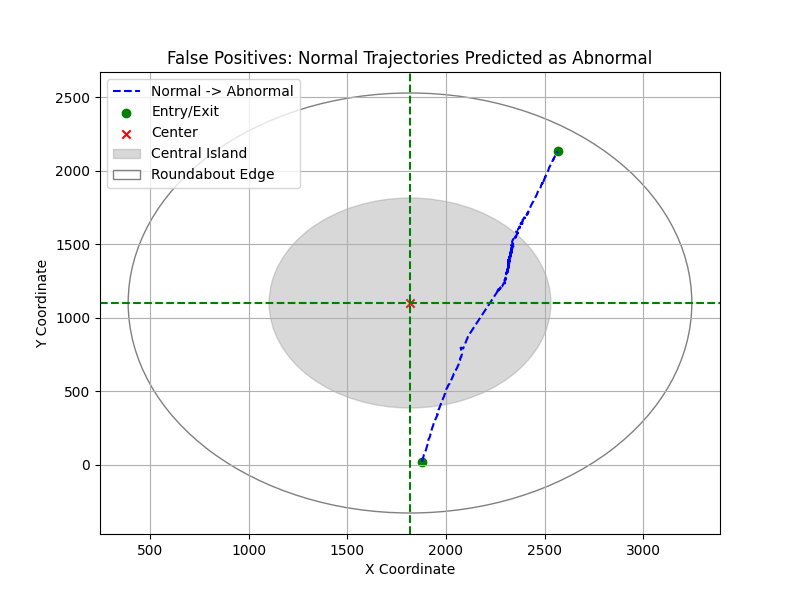 False Positives: Normal Trajectories Predicted as Abnormal
Normal -> Abnormal
Entry/Exit
Center
Central Island
Roundabout Edge
2500
2000
1500
1000
500
0
Y Coordinate
500
1000
1500
2000
2500
3000
X Coordinate